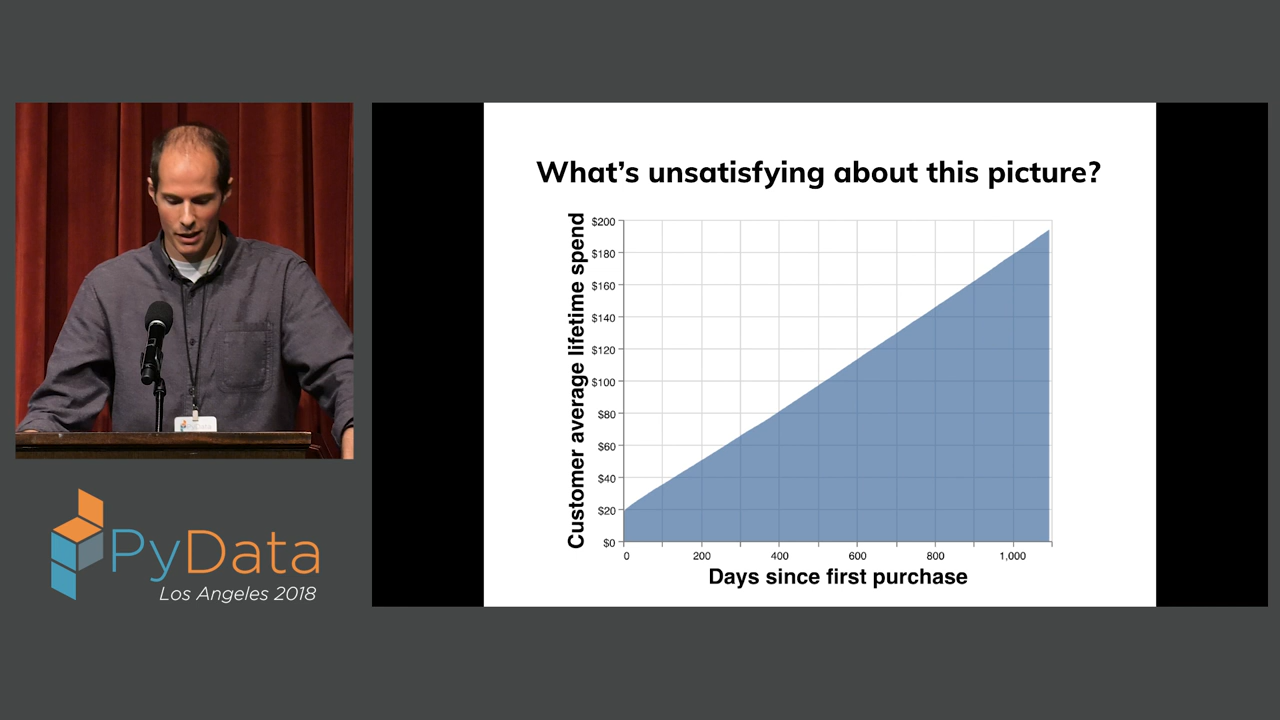 What's unsatisfying about this picture?
Customer average lifetime spend
$200
$180
$160
$140
$120
$100
$80
$60
$40
$20
$0
0 200 400 600 800 1,000
Days since first purchase
PyData
Los Angeles 2018